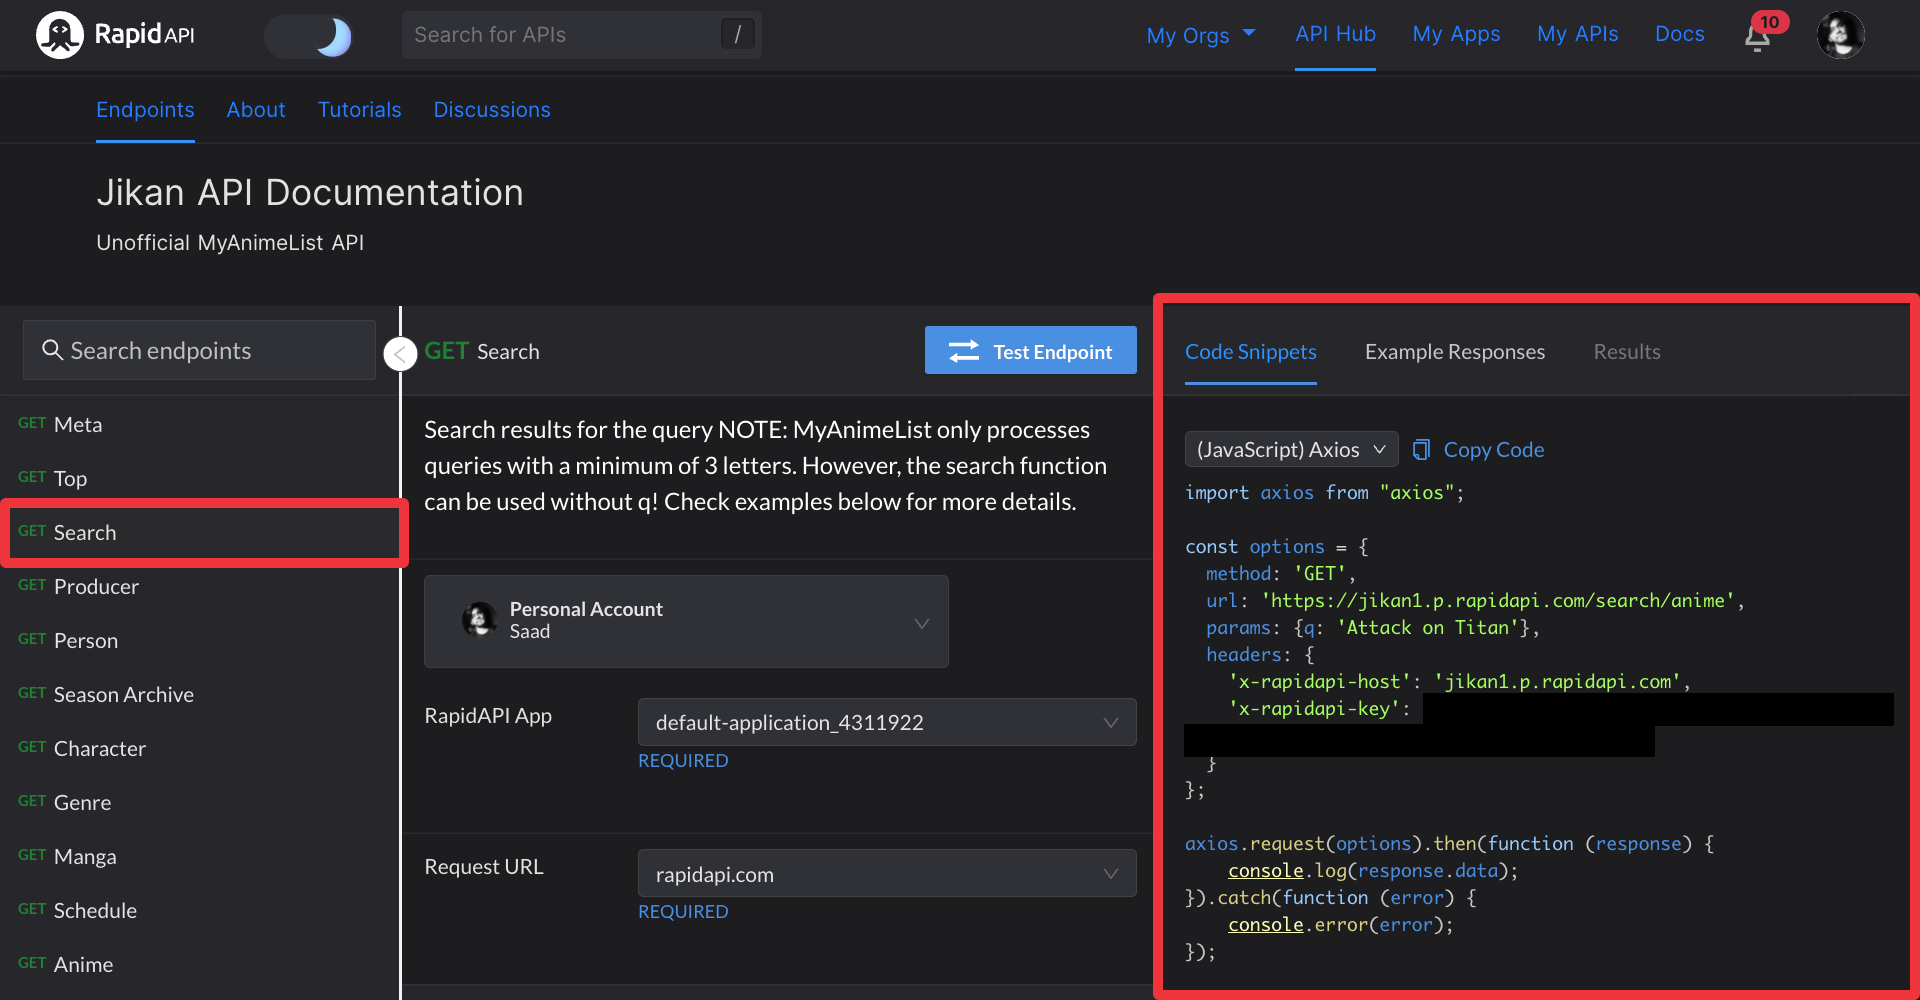 RapidAPI
Search for APIs
/
My Orgs
API Hub
My Apps
My APIs
Docs
10
Endpoints
About
Tutorials
Discussions
Jikan API Documentation
Unofficial MyAnimeList API
Search endpoints
GET Meta
GET Top
GET Search
GET Producer
GET Person
GET Season Archive
GET Character
GET Genre
GET Manga
GET Schedule
GET Anime
GET Search
Test Endpoint
Search results for the query NOTE: MyAnimeList only processes
queries with a minimum of 3 letters. However, the search function
can be used without q! Check examples below for more details.
Personal Account
Saad
RapidAPI App
default-application_4311922
REQUIRED
Request URL
rapidapi.com
REQUIRED
Code Snippets
Example Responses
Results
(JavaScript) Axios
Copy Code
import axios from "axios";
const options = {
  method: 'GET',
  url: 'https://jikan1.p.rapidapi.com/search/anime',
  params: {q: 'Attack on Titan'},
  headers: {
    'x-rapidapi-host': 'jikan1.p.rapidapi.com',
    'x-rapidapi-key':
  }
};
axios.request(options).then(function (response) {
    console.log(response.data);
}).catch(function (error) {
    console.error(error);
});